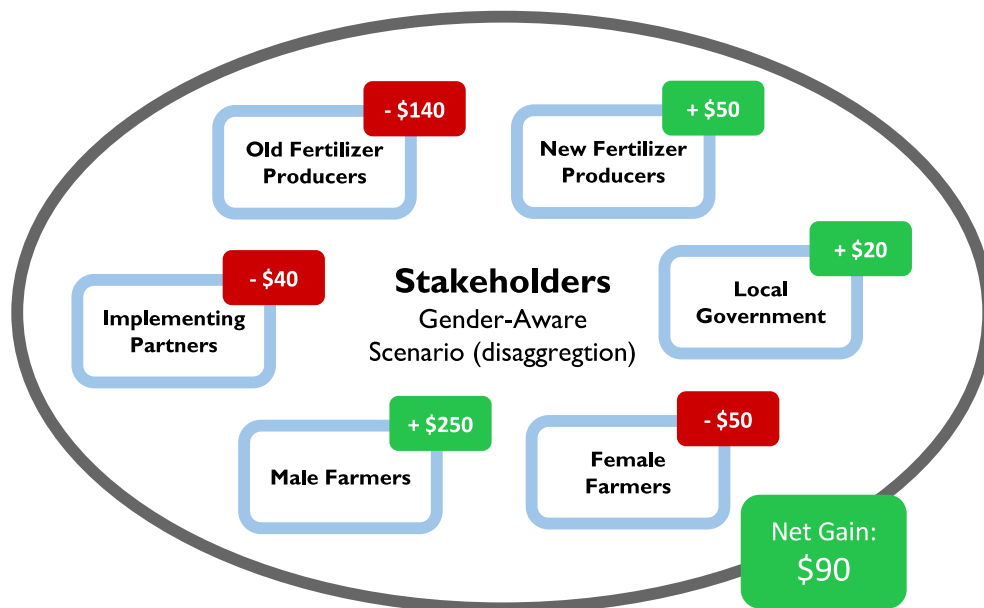 - $140
Old Fertilizer
Producers
+ $50
New Fertilizer
Producers
- $40
Implementing
Partners
Stakeholders
Gender-Aware
Scenario (disaggregtion)
+ $20
Local
Government
+ $250
Male Farmers
- $50
Female
Farmers
Net Gain:
$90